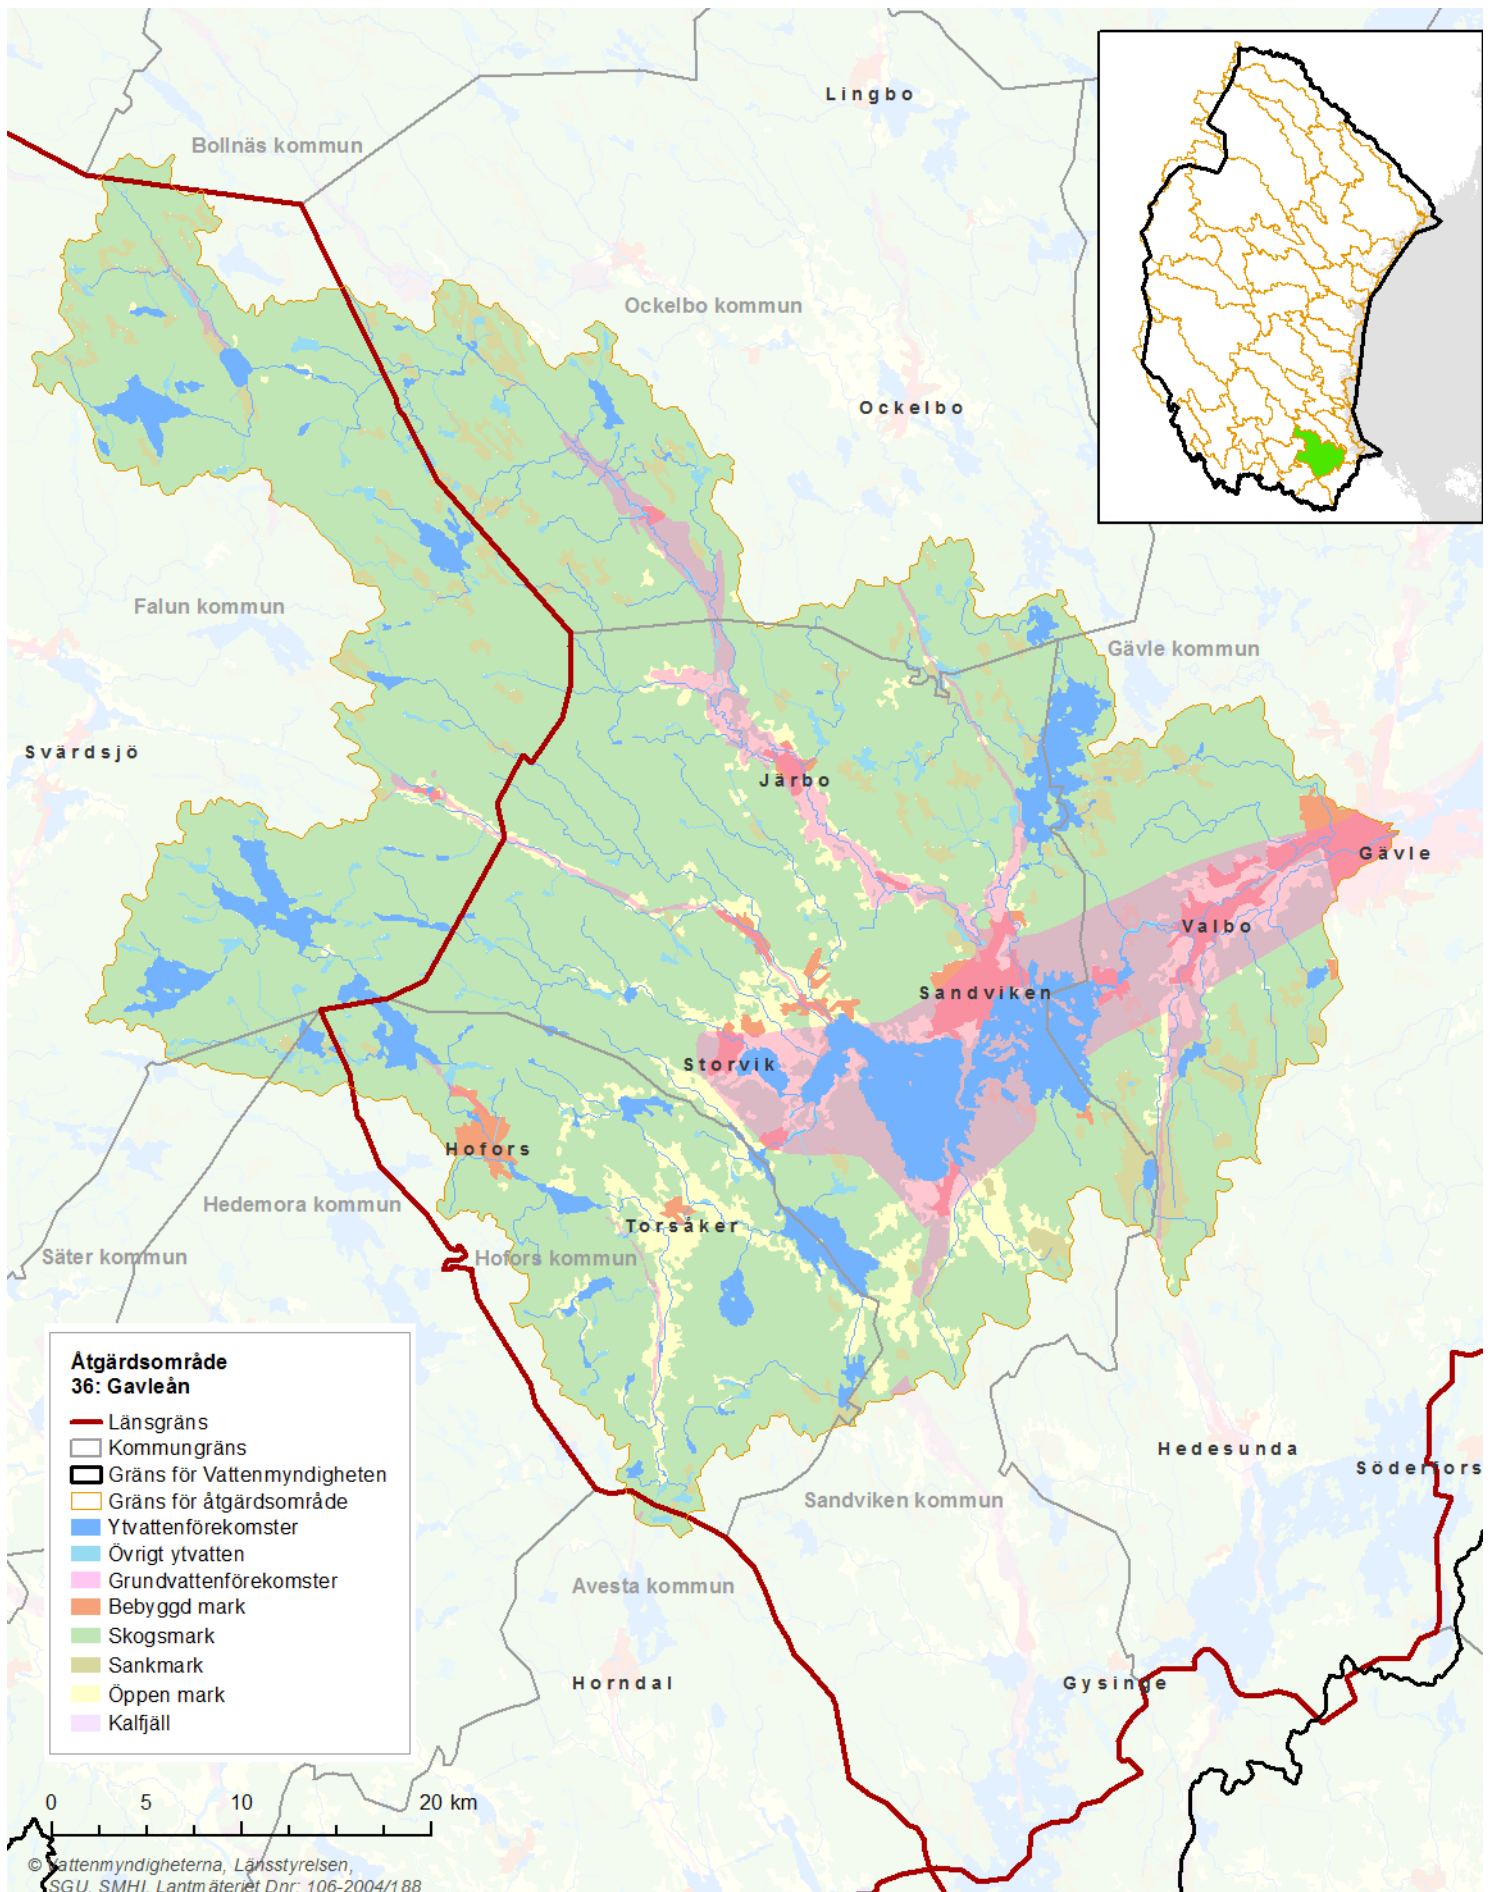 Lingbo
Bollnäs kommun
Ockelbo kommun
Ockelbo
Falun kommun
Gävle kommun
Svärdsjö
Järbo
Gävle
Valbo
Sandviken
Storvik
Hofors
Hedemora kommun
Torsåker
Säter kommun
Hofors kommun
Åtgärdsområde
36: Gavleån
Länsgräns
Kommungräns
Gräns för Vattenmyndigheten
Gräns för åtgärdsområde
Ytvattenförekomster
Övrigt ytvatten
Grundvattenförekomster
Bebyggd mark
Skogsmark
Sankmark
Öppen mark
Kalfjäll
Hedesunda
Söderfors
Sandviken kommun
Avesta kommun
Horndal
Gysinge
0 5 10 20 km
© Vattenmyndigheterna, Länsstyrelsen,
SGU, SMHI, Lantmäteriet Dnr: 106-2004/188